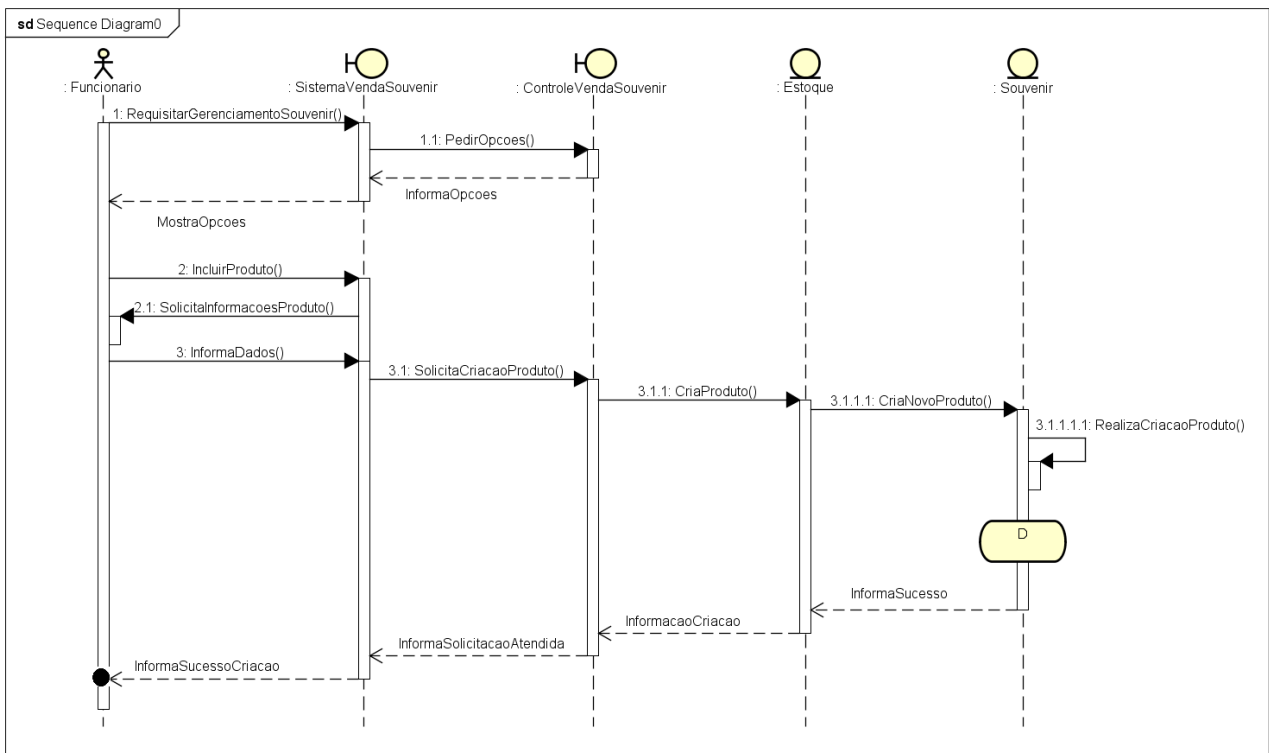 sd Sequence Diagram0
: Funcionario
: SistemaVendaSouvenir
: ControleVendaSouvenir
: Estoque
: Souvenir
1: RequisitarGerenciamentoSouvenir()
1.1: PedirOpcoes()
InformaOpcoes
MostraOpcoes
2: IncluirProduto()
2.1: SolicitaInformacoesProduto()
3: InformaDados()
3.1: SolicitaCriacaoProduto()
3.1.1: CriaProduto()
3.1.1.1: CriaNovoProduto()
3.1.1.1.1: RealizaCriacaoProduto()
D
InformaSucesso
InformacaoCriacao
InformaSolicitacaoAtendida
InformaSucessoCriacao